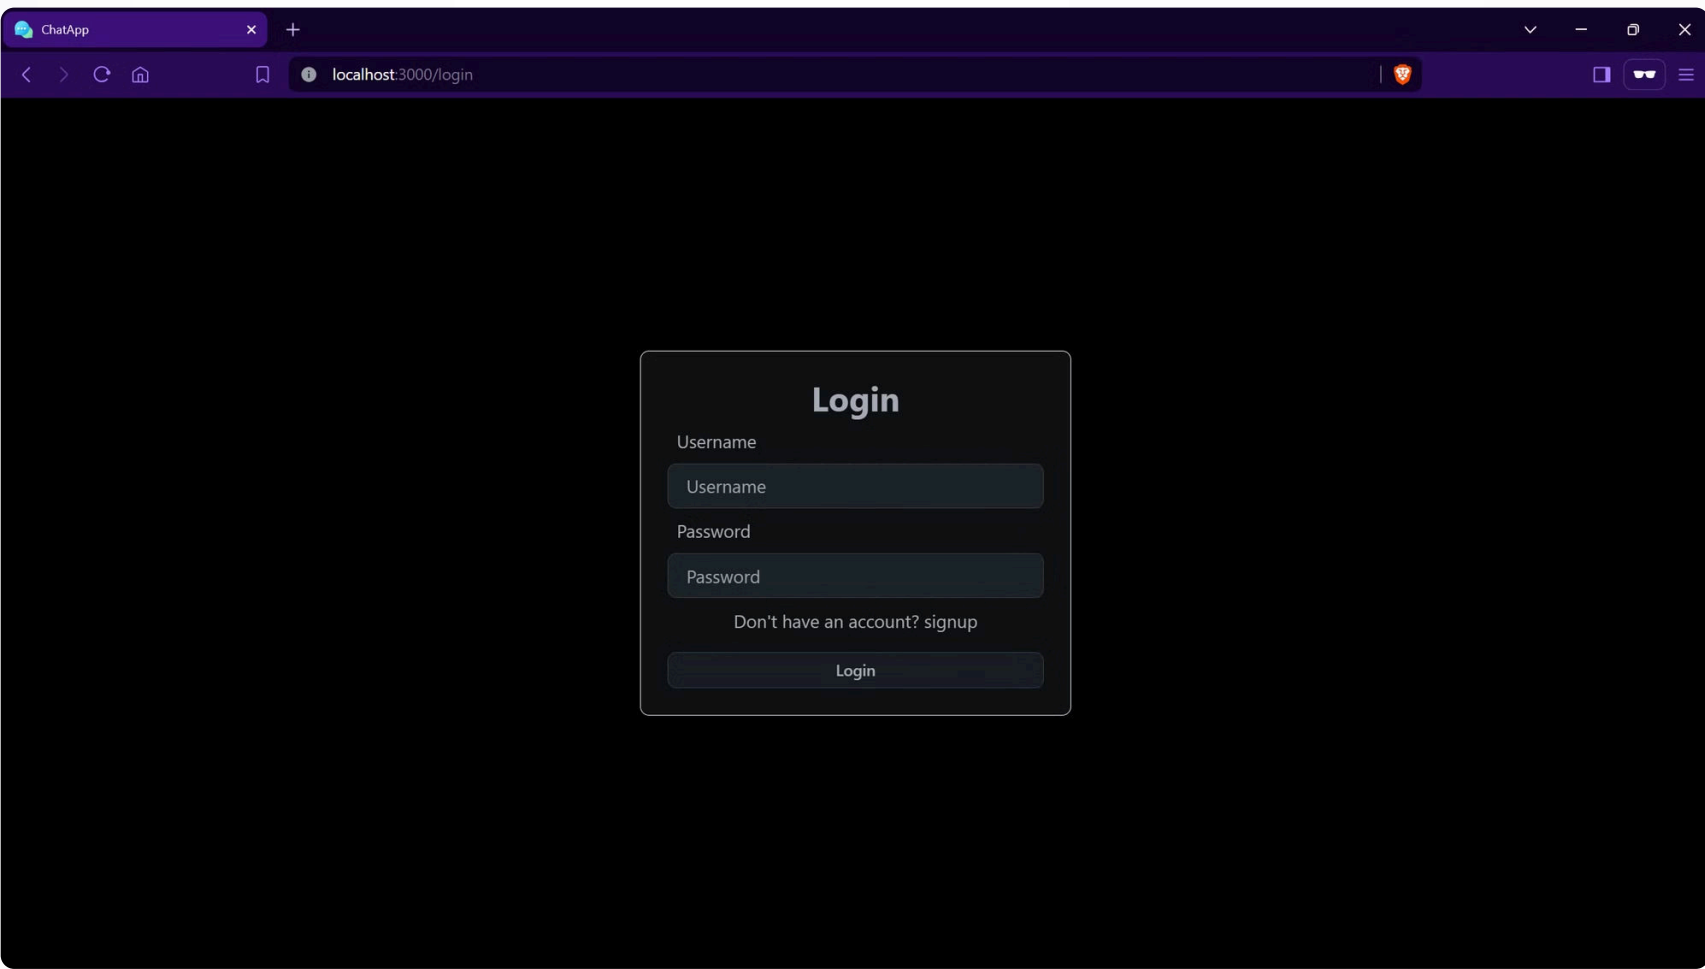 ChatApp
localhost:3000/login
Login
Username
Username
Password
Password
Don't have an account? signup
Login